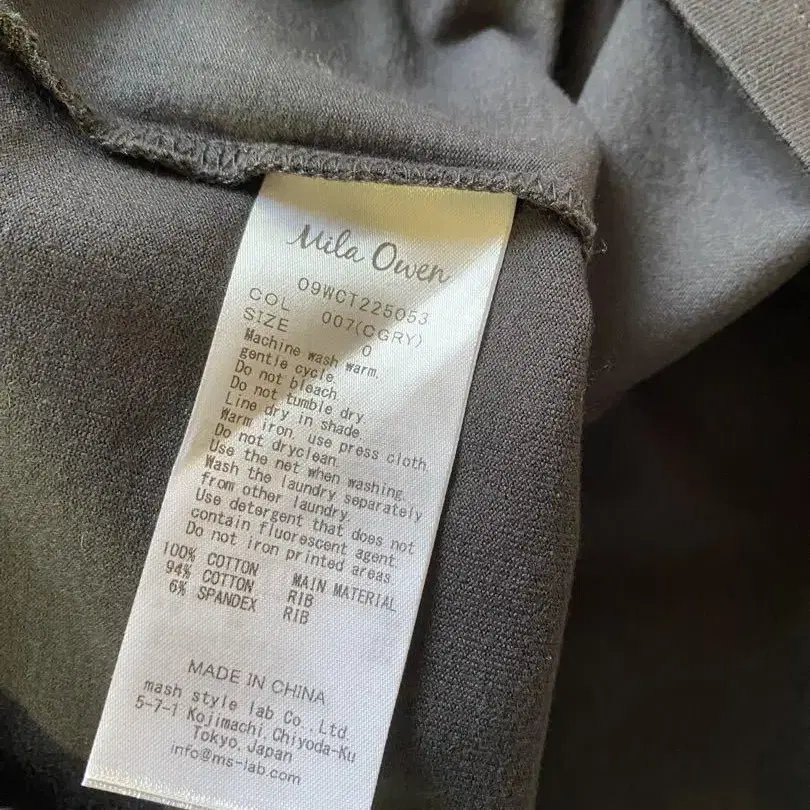 Mila Owen
09WCT225053
COL 007(CGRY)
SIZE 0
Machine wash warm.
gentle cycle.
Do not bleach
Do not tumble dry
Line dry in shade
Warm iron, use press cloth.
Do not dryclean.
Use the net when washing.
Wash the laundry separately
from other laundry.
Use detergent that does not
contain fluorescent agent.
Do not iron printed areas
100% COTTON MAIN MATERIAL
94% COTTON RIB
6% SPANDEX RIB
MADE IN CHINA
mash style lab Co., Ltd.
5-7-1 Kojimachi, Chiyoda-Ku
Tokyo, Japan
info@ms-lab.com